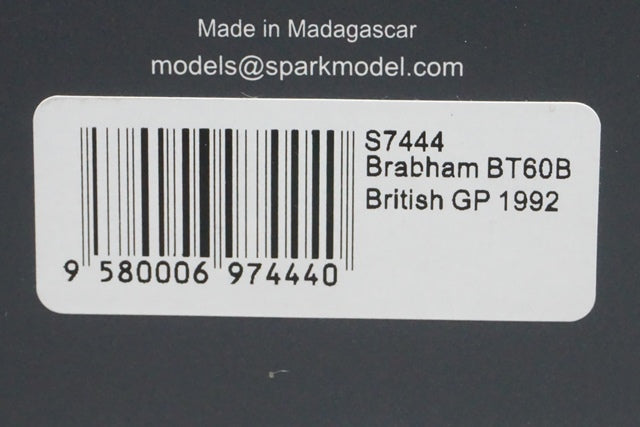 Made in Madagascar
models@sparkmodel.com
S7444
Brabham BT60B
British GP 1992
9 580006 974440